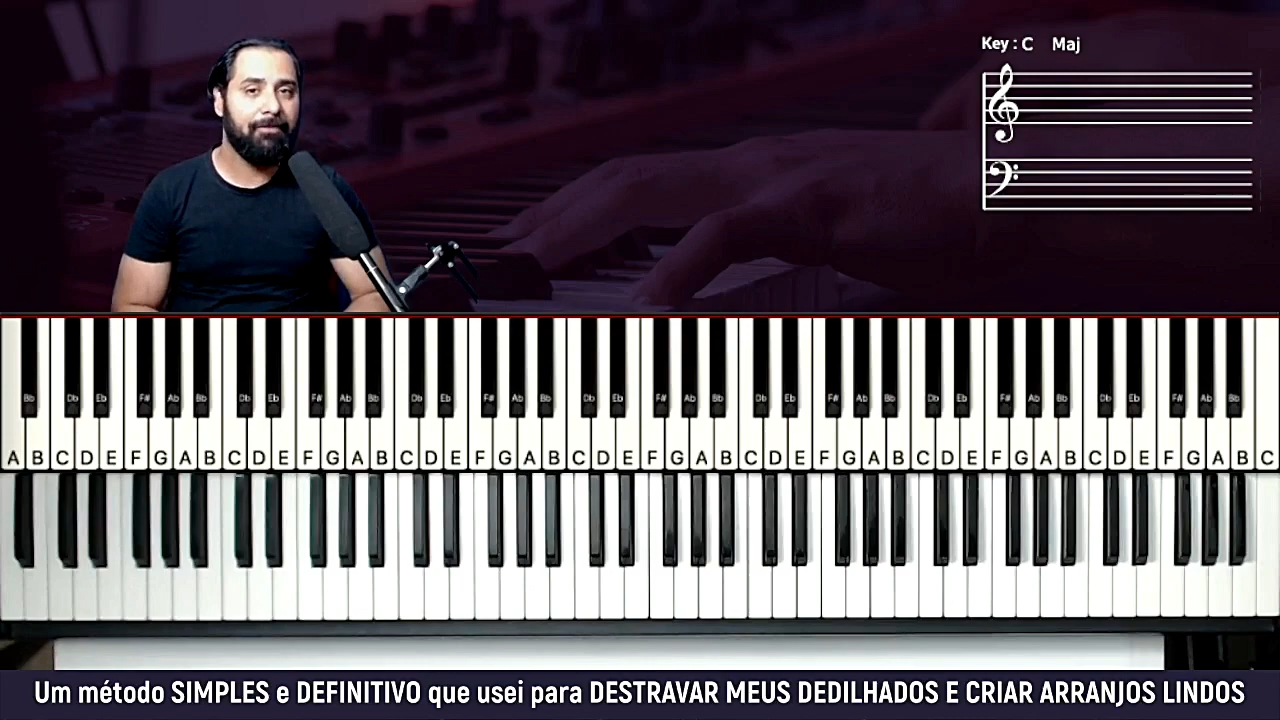 Key : C Maj
Bb Db Eb F# Ab Bb Db Eb F# Ab Bb Db Eb F# Ab Bb Db Eb F# Ab Bb Db Eb F# Ab Bb Db Eb F# Ab Bb Db Eb F# Ab Bb
A B C D E F G A B C D E F G A B C D E F G A B C D E F G A B C D E F G A B C D E F G A B C D E F G A B C
Um método SIMPLES e DEFINITIVO que usei para DESTRAVAR MEUS DEDILHADOS E CRIAR ARRANJOS LINDOS